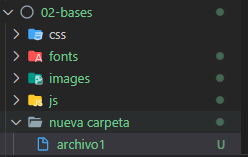 02-bases
css
fonts
images
js
nueva carpeta
archivo1 U